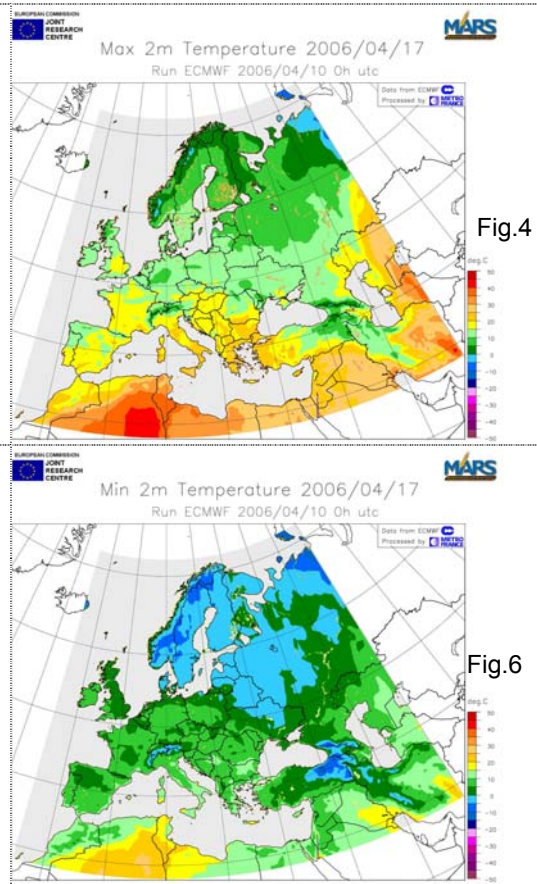 EUROPEAN COMMISSION
JOINT
RESEARCH
CENTRE
MARS
Max 2m Temperature 2006/04/17
Run ECMWF 2006/04/10 0h utc
Data from ECMWF
Processed by METEO
FRANCE
Fig.4
deg.C
50
40
30
20
10
0
-10
-20
-30
-40
-50
EUROPEAN COMMISSION
JOINT
RESEARCH
CENTRE
MARS
Min 2m Temperature 2006/04/17
Run ECMWF 2006/04/10 0h utc
Data from ECMWF
Processed by METEO
FRANCE
Fig.6
deg.C
50
40
30
20
10
0
-10
-20
-30
-40
-50